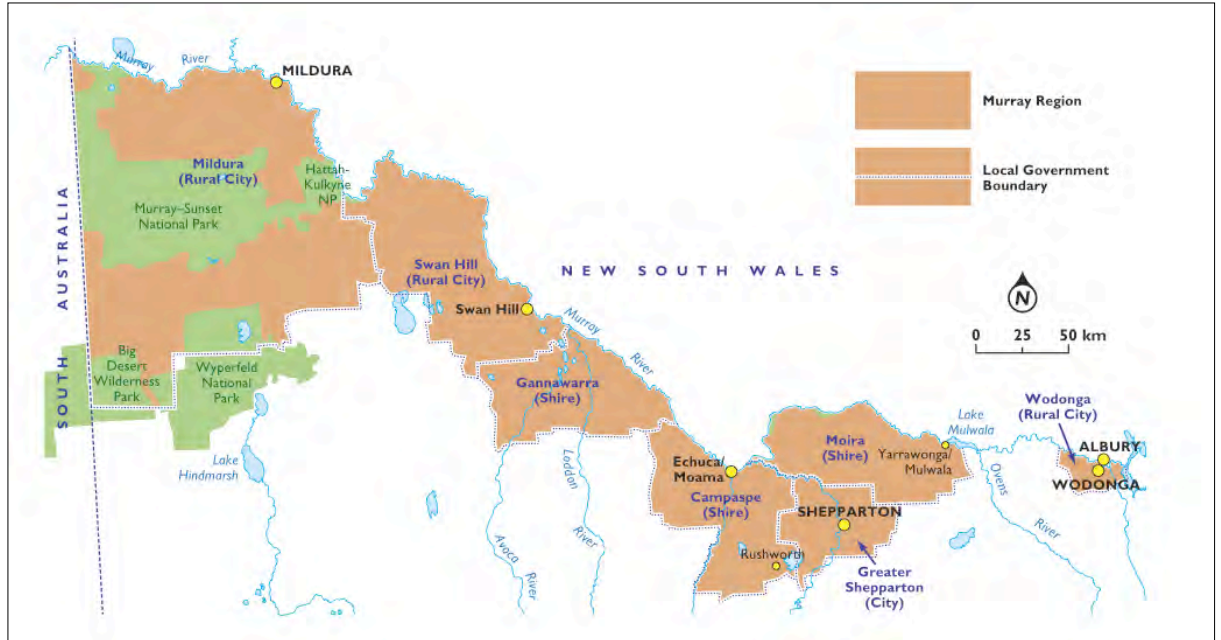 Murray
River
MILDURA
Murray Region
Local Government
Boundary
Mildura
(Rural City)
Hattah-
Kulkyne
NP
Murray–Sunset
National Park
SOUTH AUSTRALIA
NEW SOUTH WALES
Swan Hill
(Rural City)
Swan Hill
Murray
River
N
0 25 50 km
Big
Desert
Wilderness
Park
Wyperfeld
National
Park
Gannawarra
(Shire)
Lake
Hindmarsh
Avoca
River
Loddon
River
Echuca/
Moama
Campaspe
(Shire)
Rushworth
Moira
(Shire)
Yarrawonga/
Mulwala
Lake
Mulwala
Ovens
River
SHEPPARTON
Greater
Shepparton
(City)
Wodonga
(Rural City)
ALBURY
WODONGA